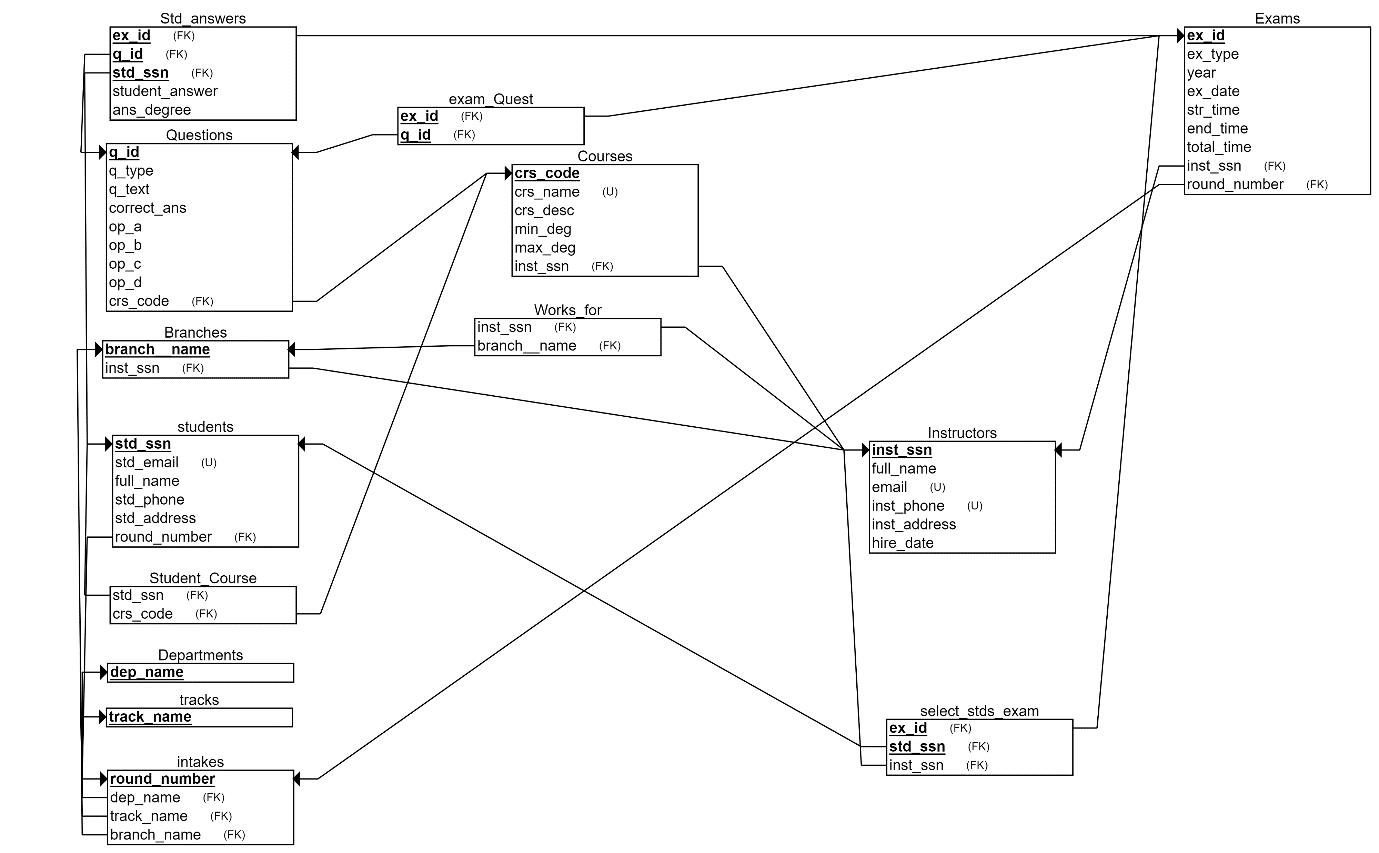 Std_answers
ex_id (FK)
q_id (FK)
std_ssn (FK)
student_answer
ans_degree
Exams
ex_id
ex_type
year
ex_date
str_time
end_time
total_time
inst_ssn (FK)
round_number (FK)
exam_Quest
ex_id (FK)
q_id (FK)
Questions
q_id
q_type
q_text
correct_ans
op_a
op_b
op_c
op_d
crs_code (FK)
Courses
crs_code
crs_name (U)
crs_desc
min_deg
max_deg
inst_ssn (FK)
Works_for
inst_ssn (FK)
branch__name (FK)
Branches
branch__name
inst_ssn (FK)
students
std_ssn
std_email (U)
full_name
std_phone
std_address
round_number (FK)
Instructors
inst_ssn
full_name
email (U)
inst_phone (U)
inst_address
hire_date
Student_Course
std_ssn (FK)
crs_code (FK)
Departments
dep_name
tracks
track_name
select_stds_exam
ex_id (FK)
std_ssn (FK)
inst_ssn (FK)
intakes
round_number
dep_name (FK)
track_name (FK)
branch_name (FK)